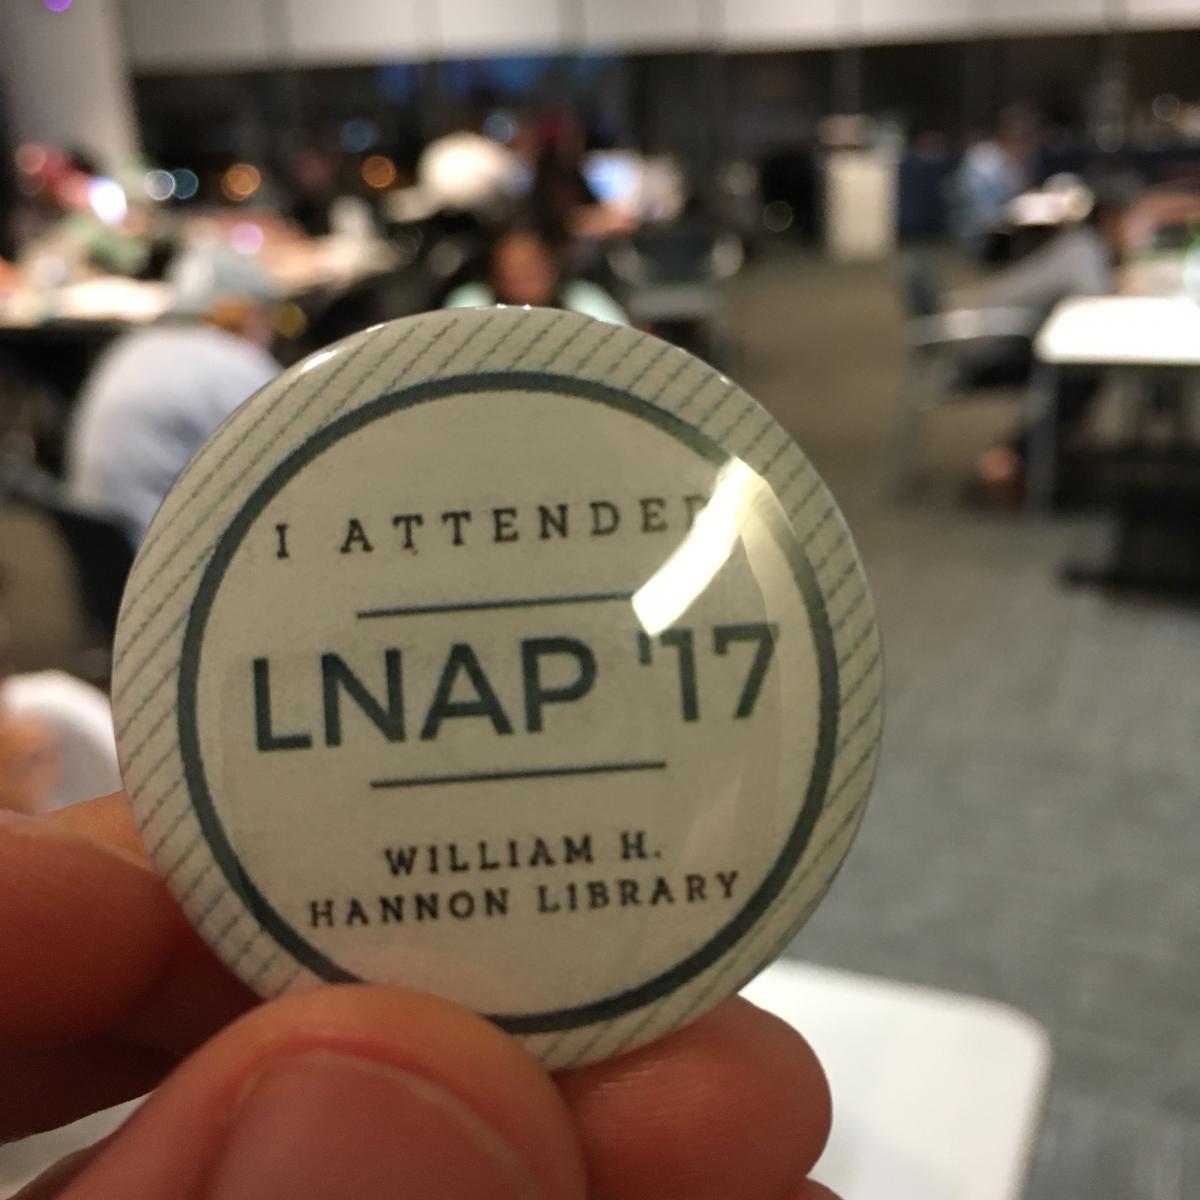 I ATTENDED
LNAP '17
WILLIAM H.
HANNON LIBRARY